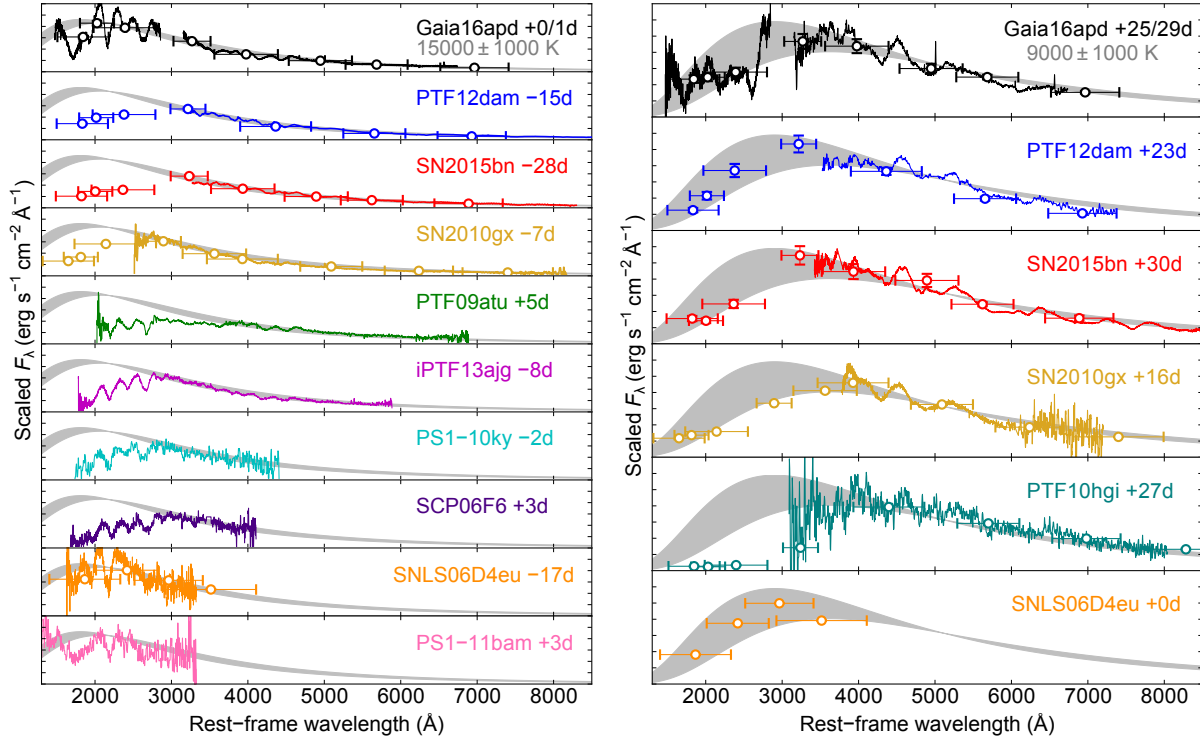 Scaled Fλ (erg s⁻¹ cm⁻² Å⁻¹)
Gaia16apd +0/1d
15000 ± 1000 K
PTF12dam −15d
SN2015bn −28d
SN2010gx −7d
PTF09atu +5d
iPTF13ajg −8d
PS1−10ky −2d
SCP06F6 +3d
SNLS06D4eu −17d
PS1−11bam +3d
2000 3000 4000 5000 6000 7000 8000
Rest−frame wavelength (Å)
Scaled Fλ (erg s⁻¹ cm⁻² Å⁻¹)
Gaia16apd +25/29d
9000 ± 1000 K
PTF12dam +23d
SN2015bn +30d
SN2010gx +16d
PTF10hgi +27d
SNLS06D4eu +0d
2000 3000 4000 5000 6000 7000 8000
Rest−frame wavelength (Å)